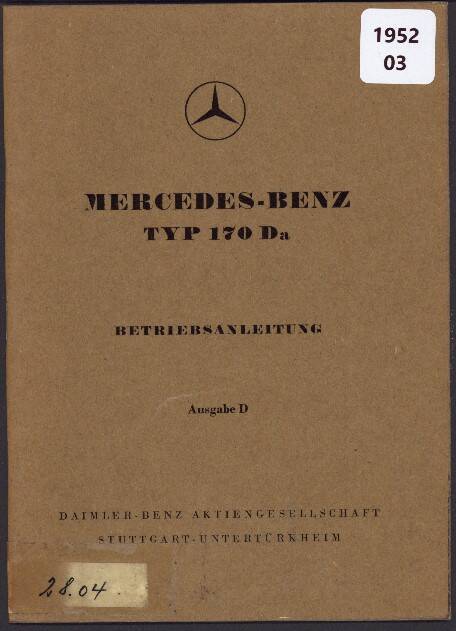 1952
03
MERCEDES-BENZ
TYP 170 Da
BETRIEBSANLEITUNG
Ausgabe D
DAIMLER-BENZ AKTIENGESELLSCHAFT
STUTTGART-UNTERTÜRKHEIM
28.04.